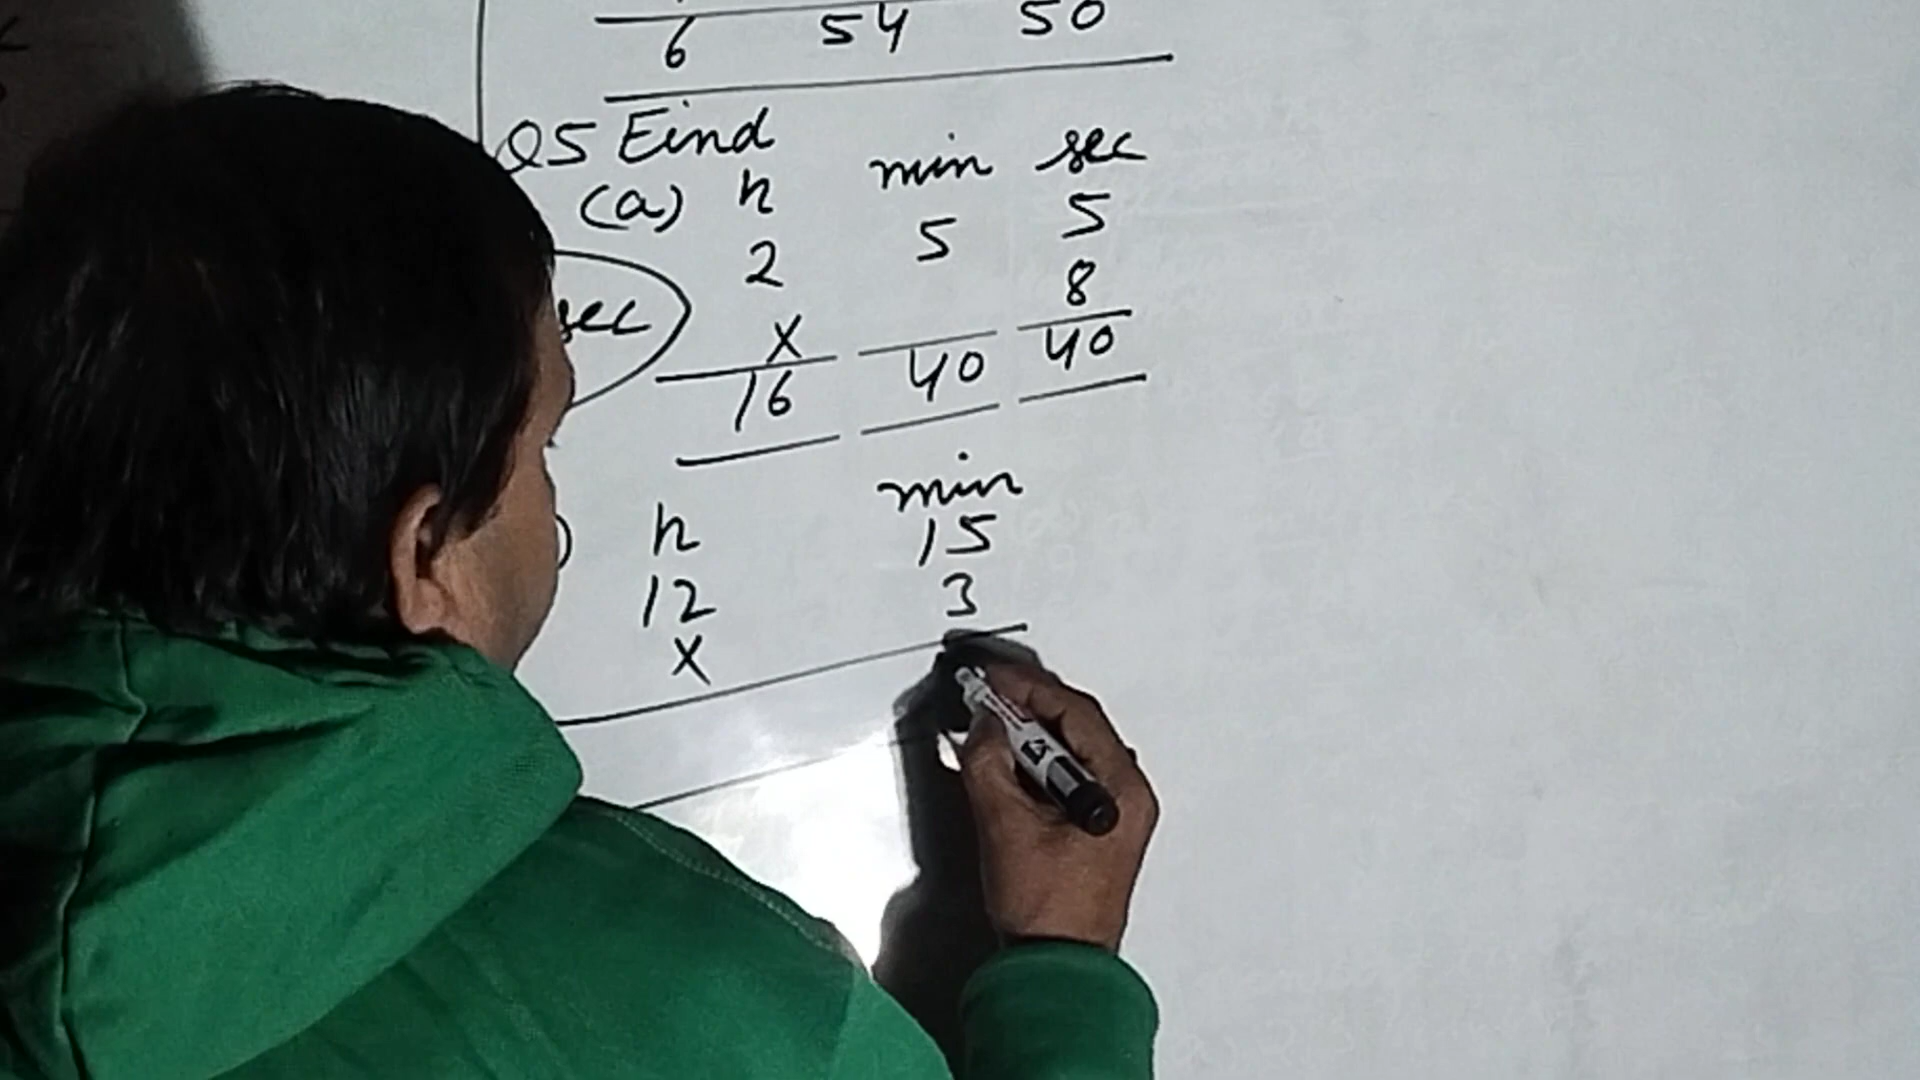 6 54 50
Q5 Find
(a) h min sec
2 5 5
x 8
16 40 40
sec
) h min
12 15
x 3